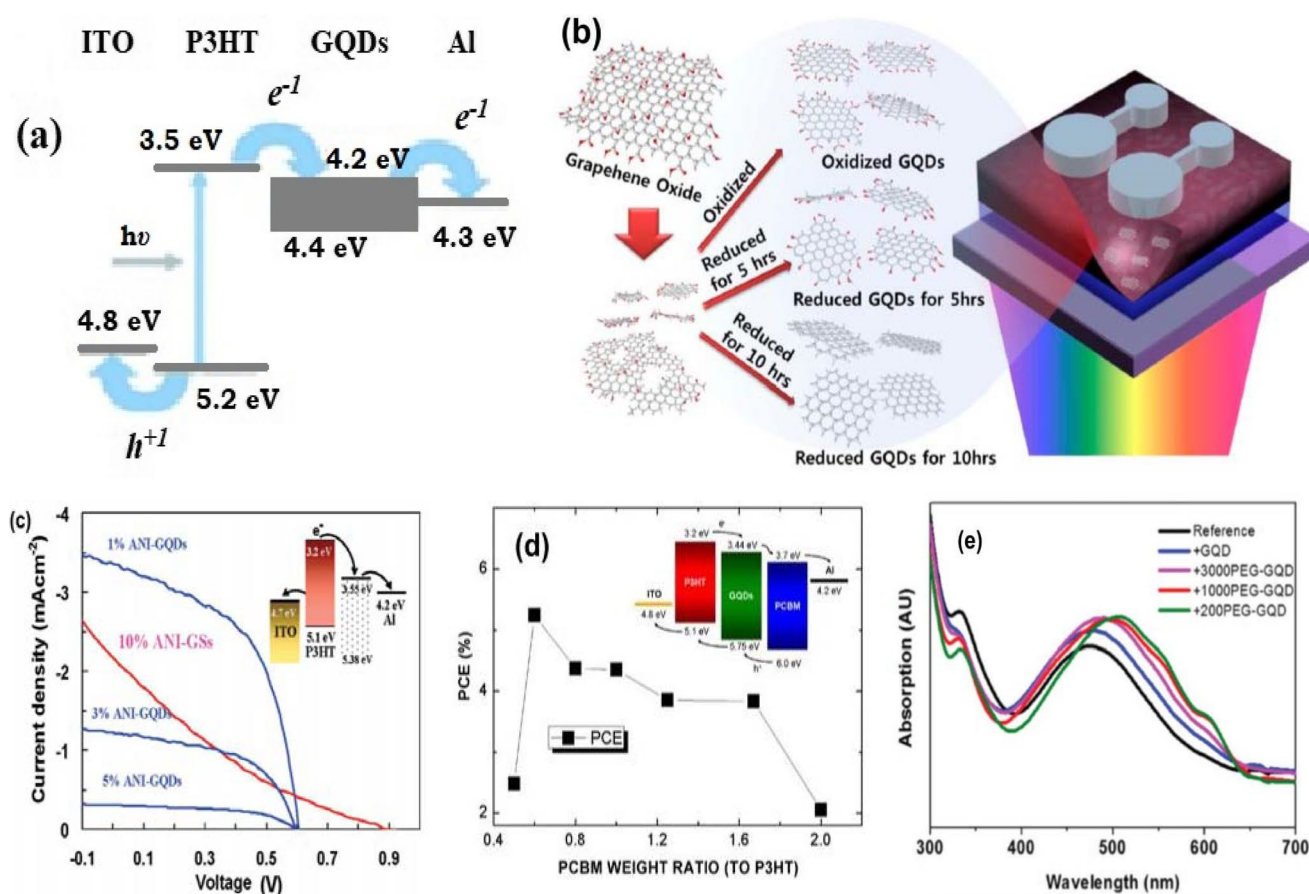 ITO P3HT GQDs Al
(a)
e-1
e-1
3.5 eV
4.2 eV
4.4 eV
4.3 eV
hυ
4.8 eV
5.2 eV
h+1
(b)
Grapehene Oxide
Oxidized
Reduced
for 5 hrs
Reduced
for 10 hrs
Oxidized GQDs
Reduced GQDs for 5hrs
Reduced GQDs for 10hrs
(c)
Current density (mAcm-2)
-4
-3
-2
-1
0
1% ANI-GQDs
10% ANI-GSs
3% ANI-GQDs
5% ANI-GQDs
e-
3.2 eV
3.55 eV
4.2 eV
Al
4.7 eV
ITO
5.1 eV
P3HT
5.38 eV
-0.1 0.1 0.3 0.5 0.7 0.9
Voltage (V)
(d)
PCE (%)
6
4
2
e-
3.2 eV
3.44 eV
3.7 eV
Al
4.2 eV
ITO
4.8 eV
P3HT
GQDs
PCBM
5.1 eV
5.75 eV
6.0 eV
h+
PCE
0.4 0.8 1.2 1.6 2.0
PCBM WEIGHT RATIO (TO P3HT)
(e)
Absorption (AU)
Reference
+GQD
+3000PEG-GQD
+1000PEG-GQD
+200PEG-GQD
300 400 500 600 700
Wavelength (nm)